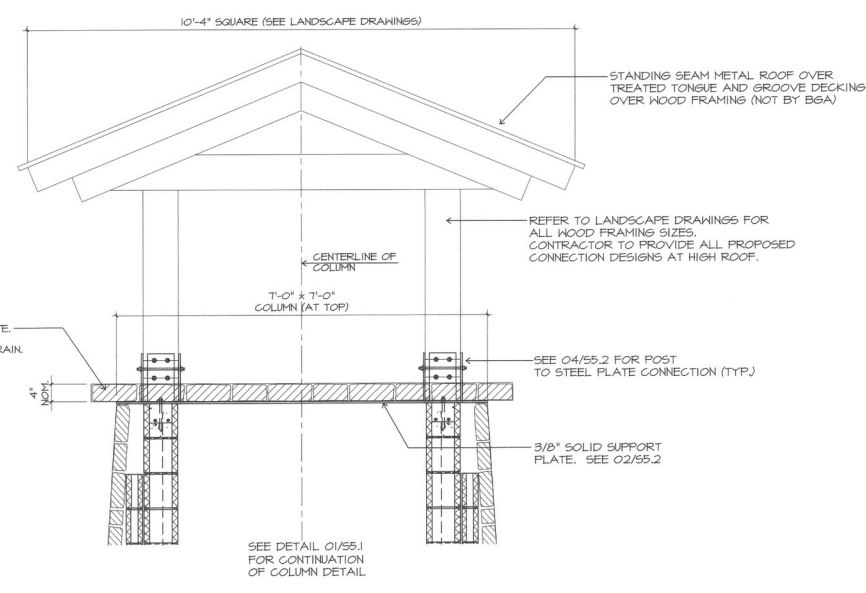 10'-4" SQUARE (SEE LANDSCAPE DRAWINGS)
STANDING SEAM METAL ROOF OVER
TREATED TONGUE AND GROOVE DECKING
OVER WOOD FRAMING (NOT BY BGA)
REFER TO LANDSCAPE DRAWINGS FOR
ALL WOOD FRAMING SIZES.
CONTRACTOR TO PROVIDE ALL PROPOSED
CONNECTION DESIGNS AT HIGH ROOF.
CENTERLINE OF
COLUMN
7'-0" x 7'-0"
COLUMN (AT TOP)
TE.
RAIN.
SEE 04/S5.2 FOR POST
TO STEEL PLATE CONNECTION (TYP.)
4"
NOM.
3/8" SOLID SUPPORT
PLATE. SEE 02/S5.2
SEE DETAIL 01/S5.1
FOR CONTINUATION
OF COLUMN DETAIL